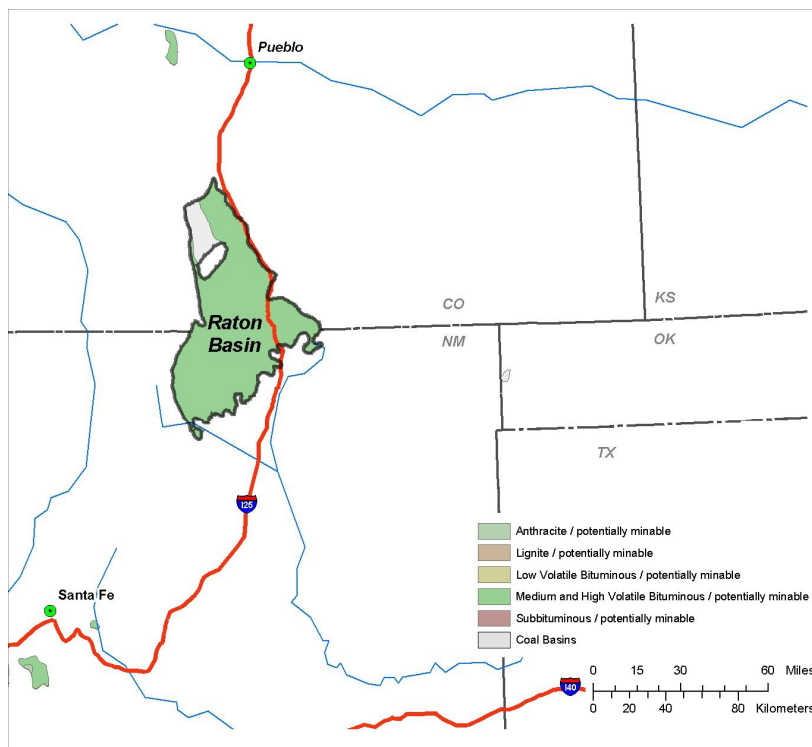 Pueblo
Raton
Basin
CO
KS
NM
OK
TX
125
Santa Fe
Anthracite / potentially minable
Lignite / potentially minable
Low Volatile Bituminous / potentially minable
Medium and High Volatile Bituminous / potentially minable
Subbituminous / potentially minable
Coal Basins
I40
0 15 30 60 Miles
0 20 40 80 Kilometers